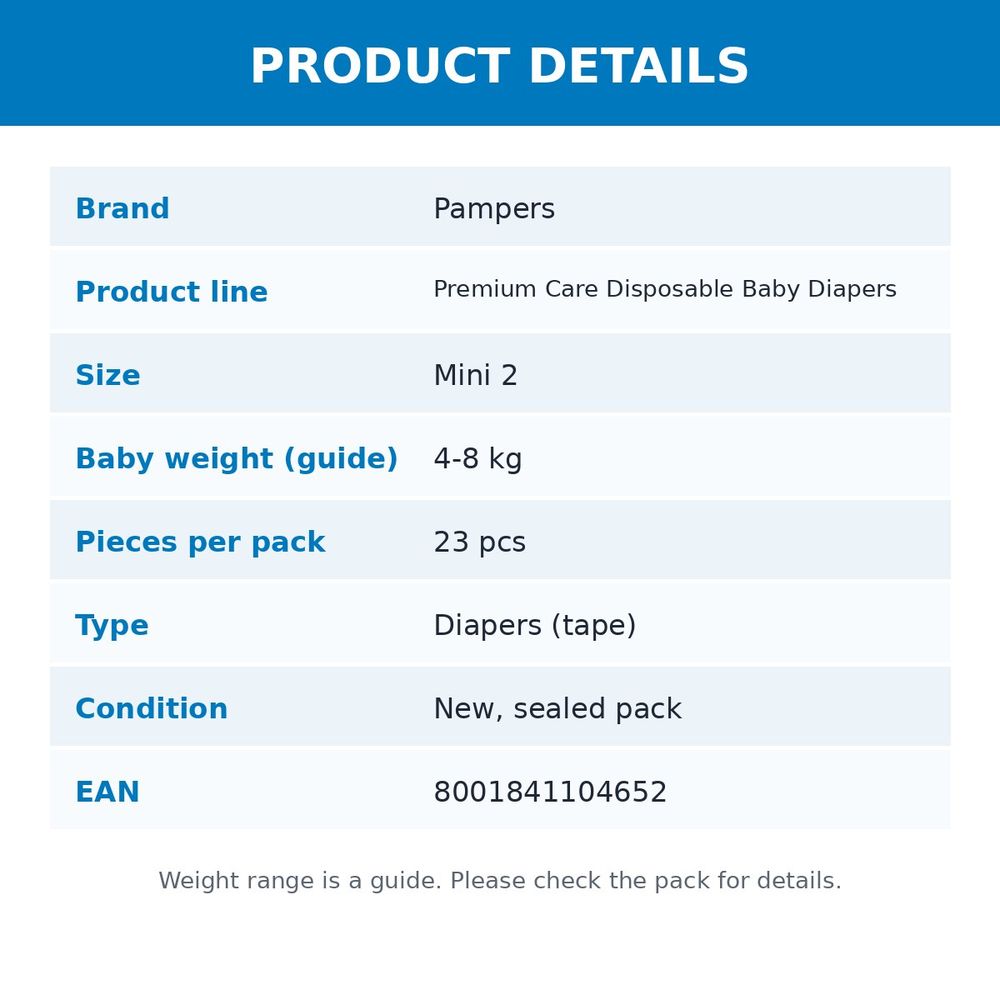 PRODUCT DETAILS
Brand Pampers
Product line Premium Care Disposable Baby Diapers
Size Mini 2
Baby weight (guide) 4-8 kg
Pieces per pack 23 pcs
Type Diapers (tape)
Condition New, sealed pack
EAN 8001841104652
Weight range is a guide. Please check the pack for details.